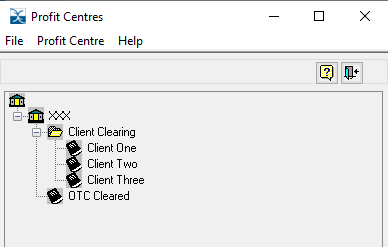 Profit Centres
File Profit Centre Help
XXX
Client Clearing
Client One
Client Two
Client Three
OTC Cleared